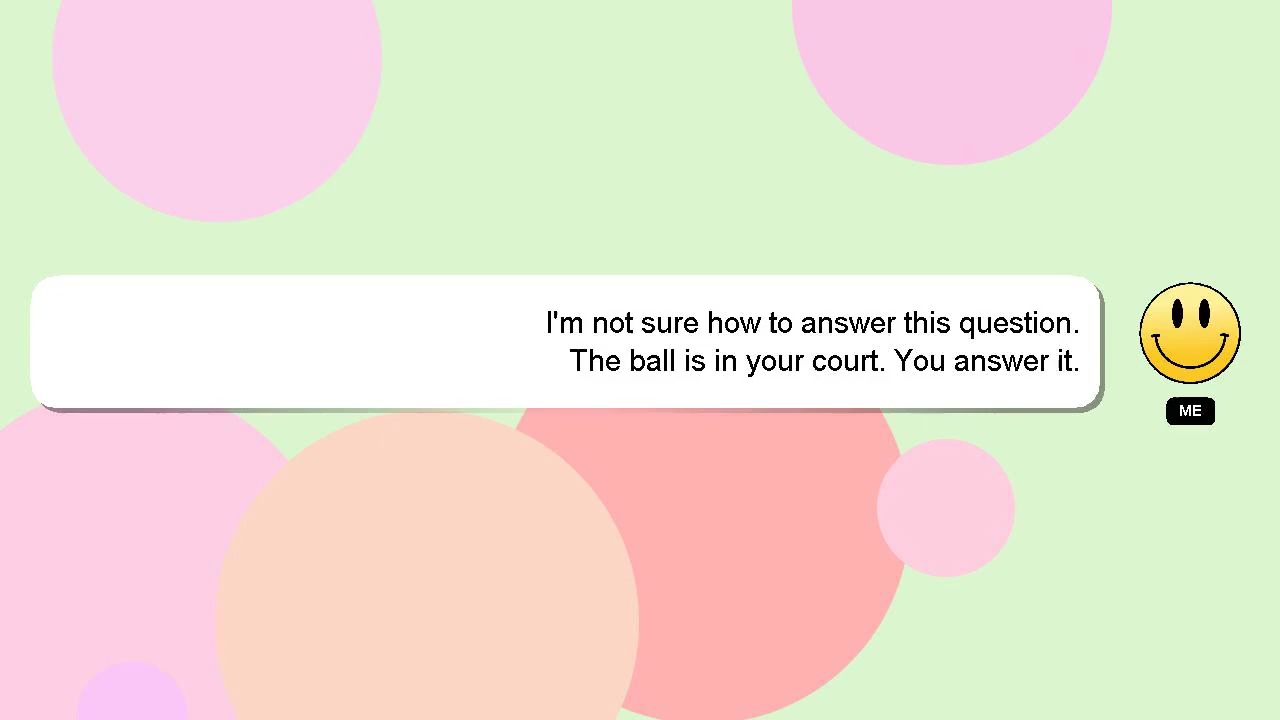 I'm not sure how to answer this question.
The ball is in your court. You answer it.
ME